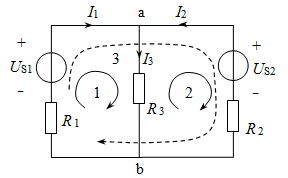 I1 a I2
+ 3 I3 +
US1 US2
- 1 2 -
R1 R3 R2
b